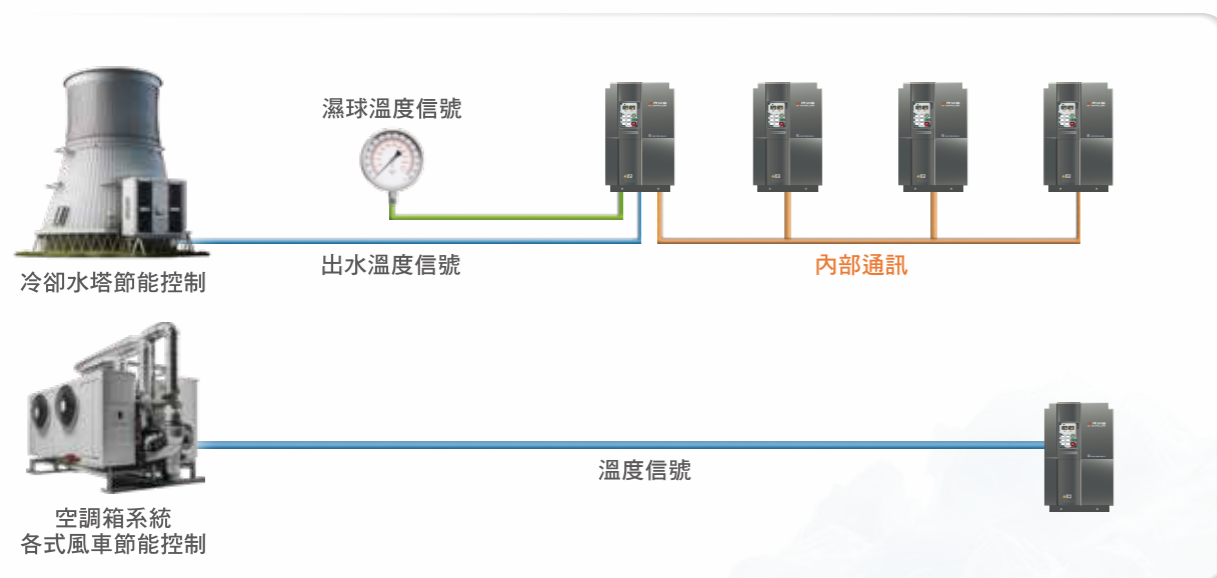 濕球溫度信號
出水溫度信號
內部通訊
冷卻水塔節能控制
溫度信號
空調箱系統
各式風車節能控制